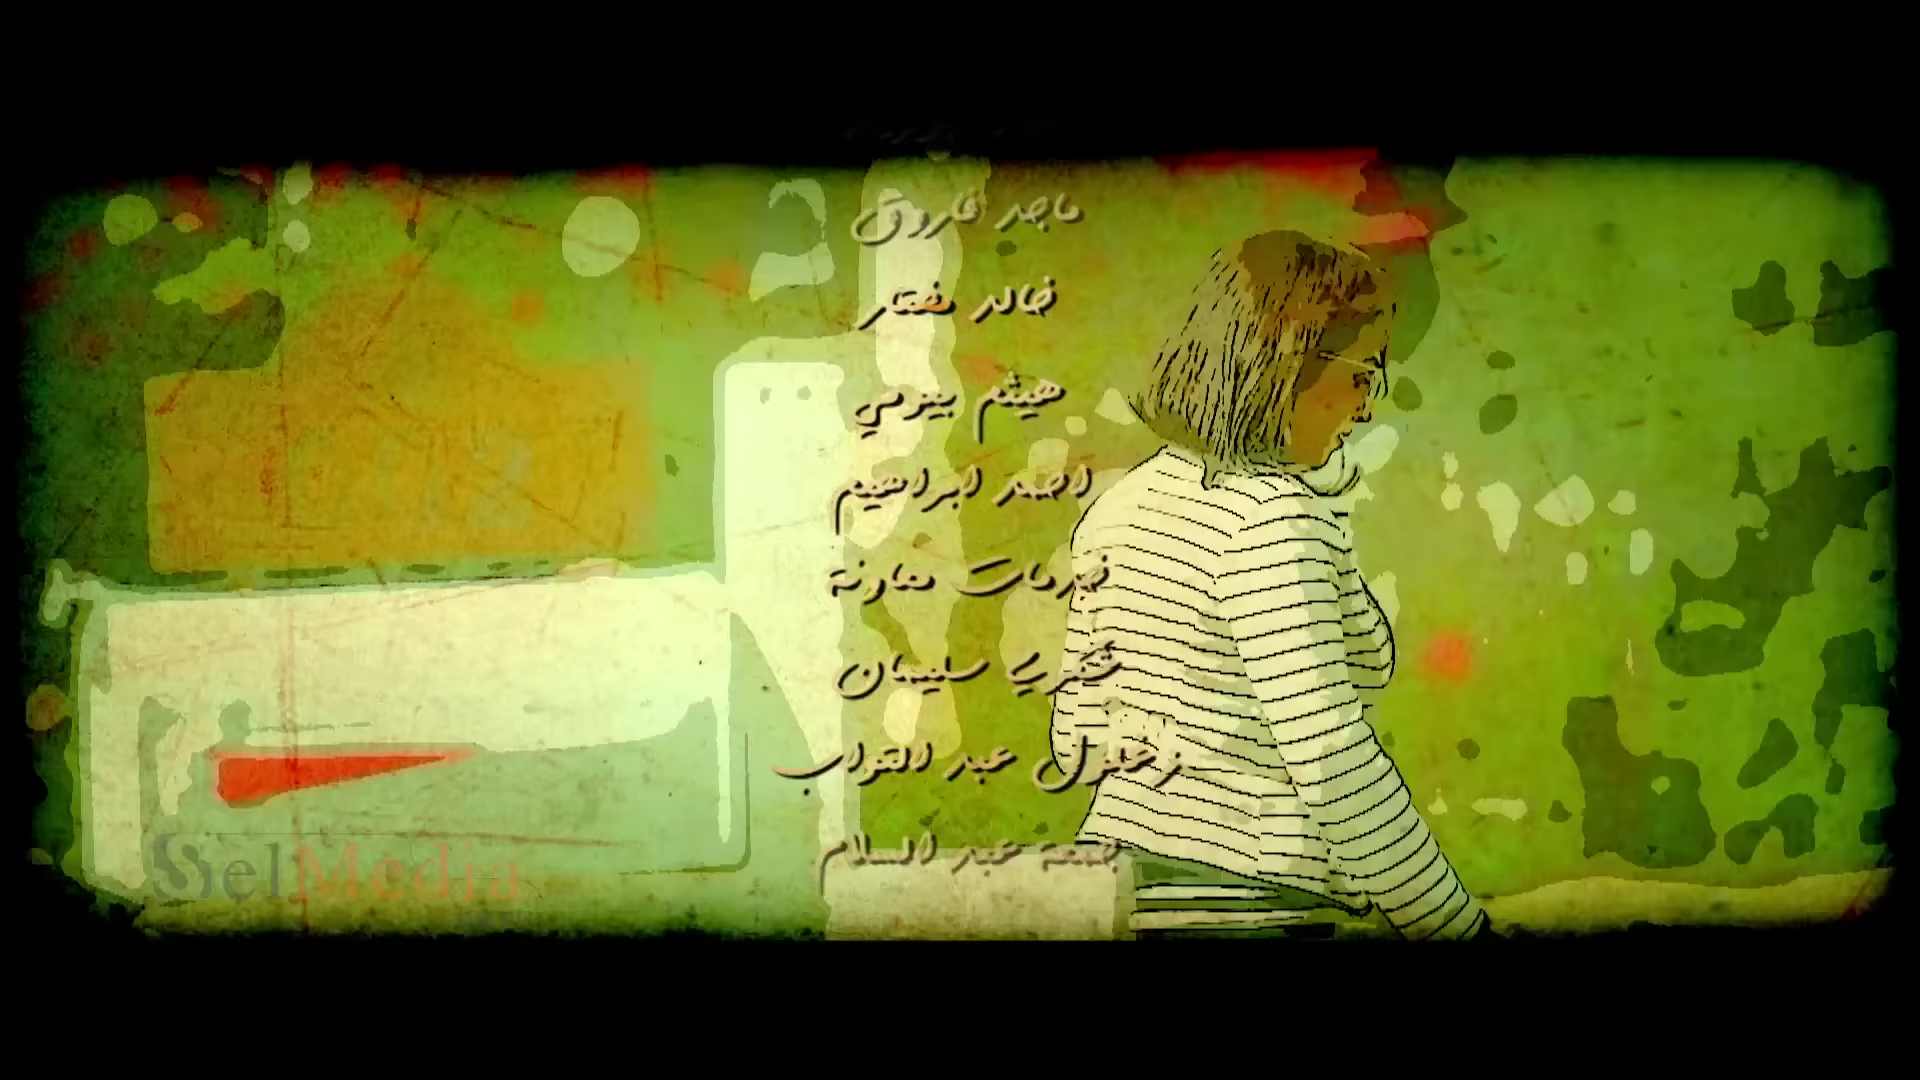 ماجد فاروق
خالد مختار
هيثم بيومي
احمد ابراهيم
خدمات معاونة
شكري سليمان
زغلول عبد التواب
جمعة عبد السلام
SelMedia